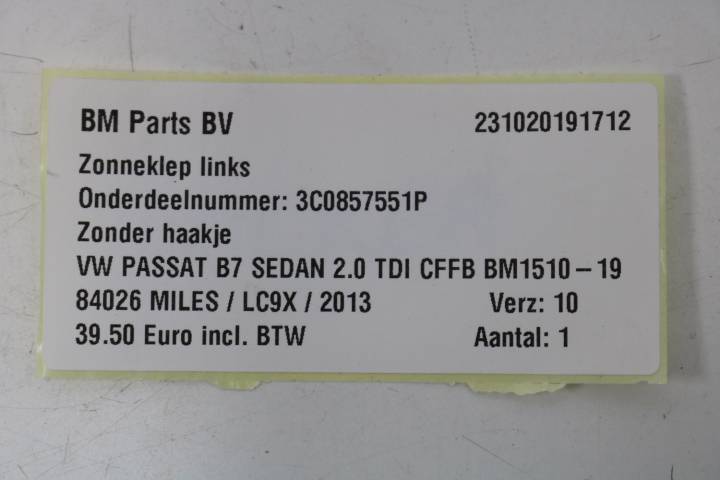 BM Parts BV 231020191712
Zonneklep links
Onderdeelnummer: 3C0857551P
Zonder haakje
VW PASSAT B7 SEDAN 2.0 TDI CFFB BM1510-19
84026 MILES / LC9X / 2013 Verz: 10
39.50 Euro incl. BTW Aantal: 1